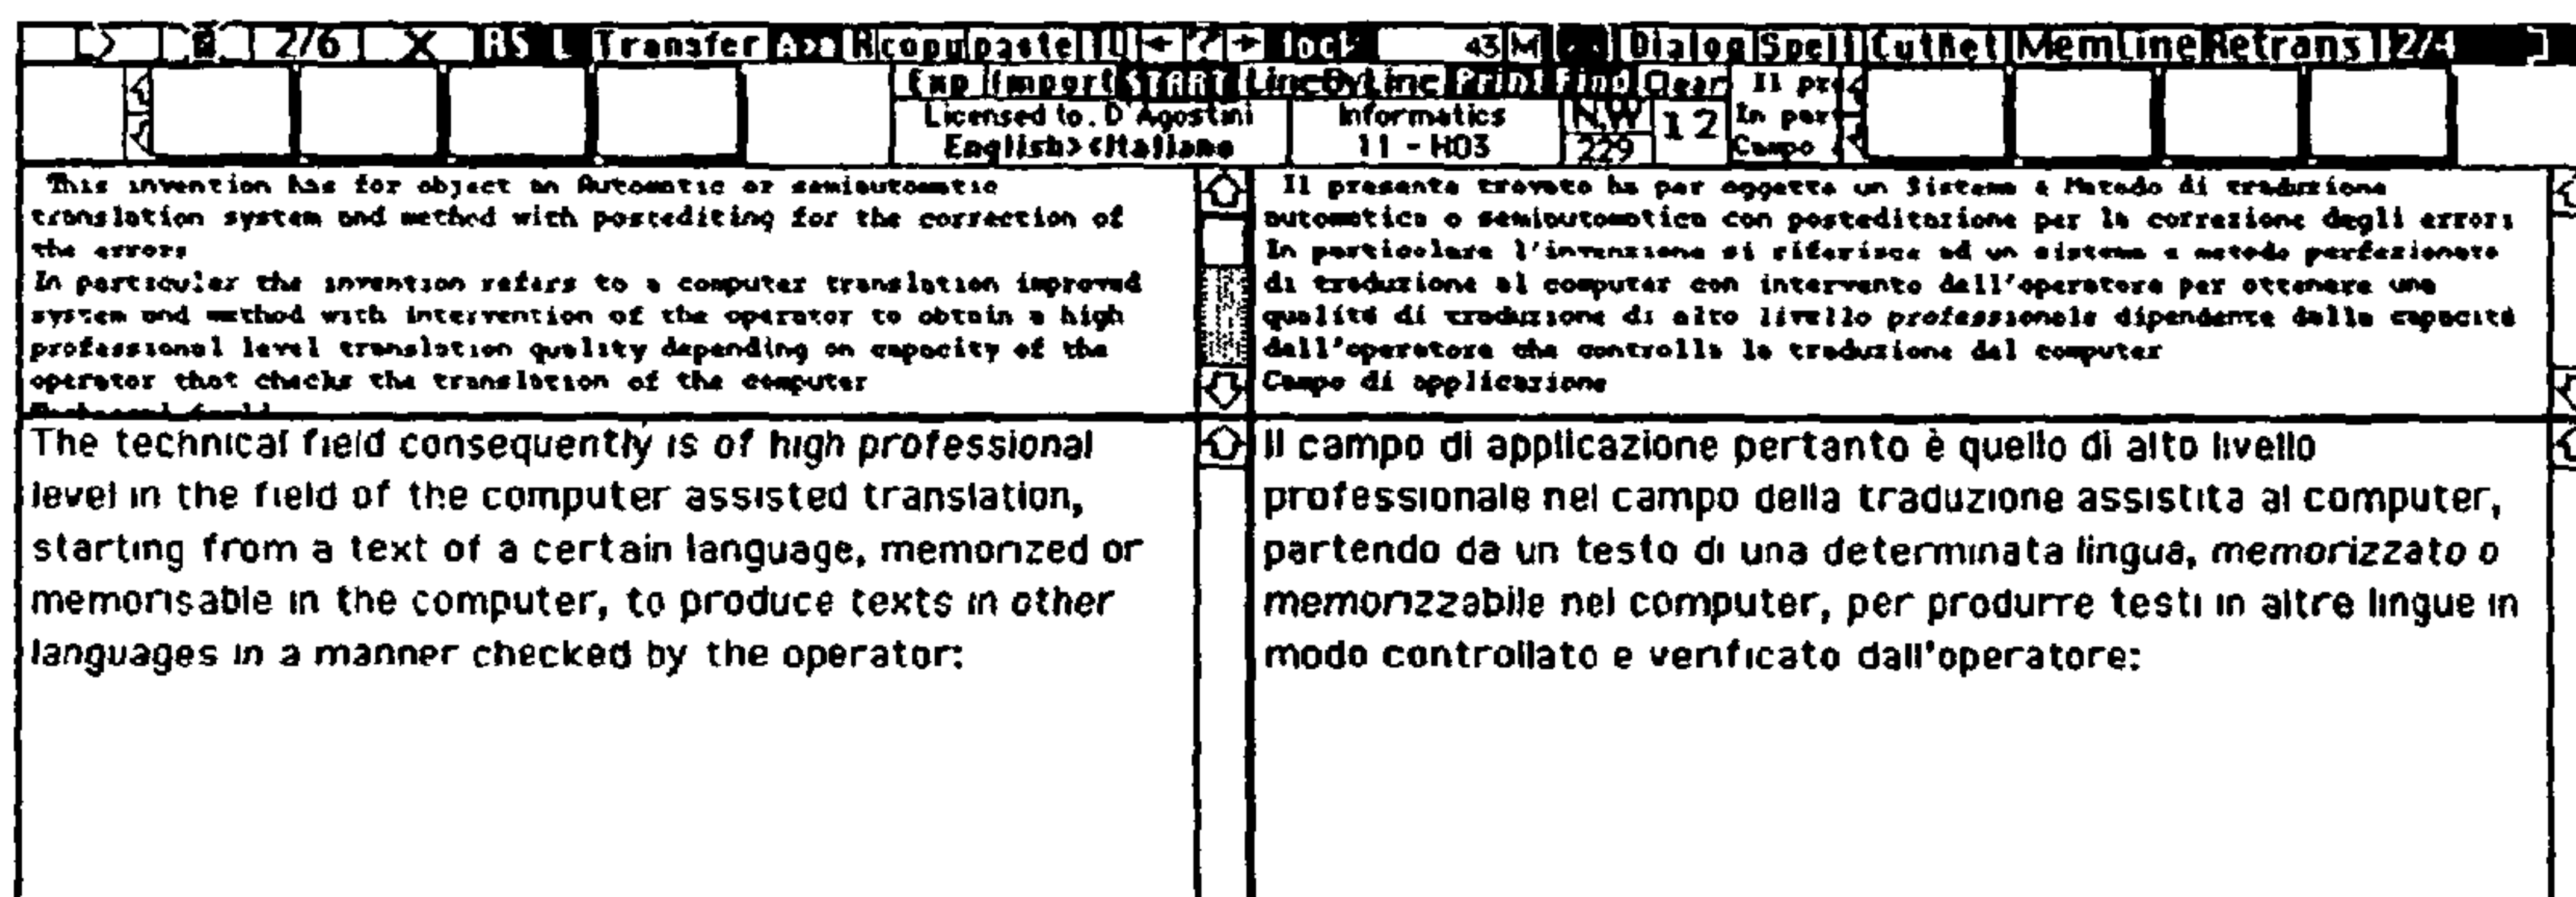 2/6 X RS L Transfer copy paste ← ? → lock 43 M Dialog Spell CutRet MemLine Retrans 2/4
Exp Import START LineByLine Print Find Clear
Licensed to. D'Agostini Informatics N.W 12
English><Italiano 11 - H03 229
Il pre
In par
Campo
This invention has for object an Automatic or semiautomatic
translation system and method with postediting for the correction of
the errors
In particular the invention refers to a computer translation improved
system and method with intervention of the operator to obtain a high
professional level translation quality depending on capacity of the
operator that checks the translation of the computer
Il presente trovato ha per oggetto un Sistema e Metodo di traduzione
automatica o semiautomatica con posteditazione per la correzione degli errori
In particolare l'invenzione si riferisce ad un sistema e metodo perfezionato
di traduzione al computer con intervento dell'operatore per ottenere una
qualità di traduzione di alto livello professionale dipendente dalla capacità
dell'operatore che controlla la traduzione del computer
Campo di applicazione
The technical field consequently is of high professional
level in the field of the computer assisted translation,
starting from a text of a certain language, memorized or
memorisable in the computer, to produce texts in other
languages in a manner checked by the operator:
Il campo di applicazione pertanto è quello di alto livello
professionale nel campo della traduzione assistita al computer,
partendo da un testo di una determinata lingua, memorizzato o
memorizzabile nel computer, per produrre testi in altre lingue in
modo controllato e verificato dall'operatore: